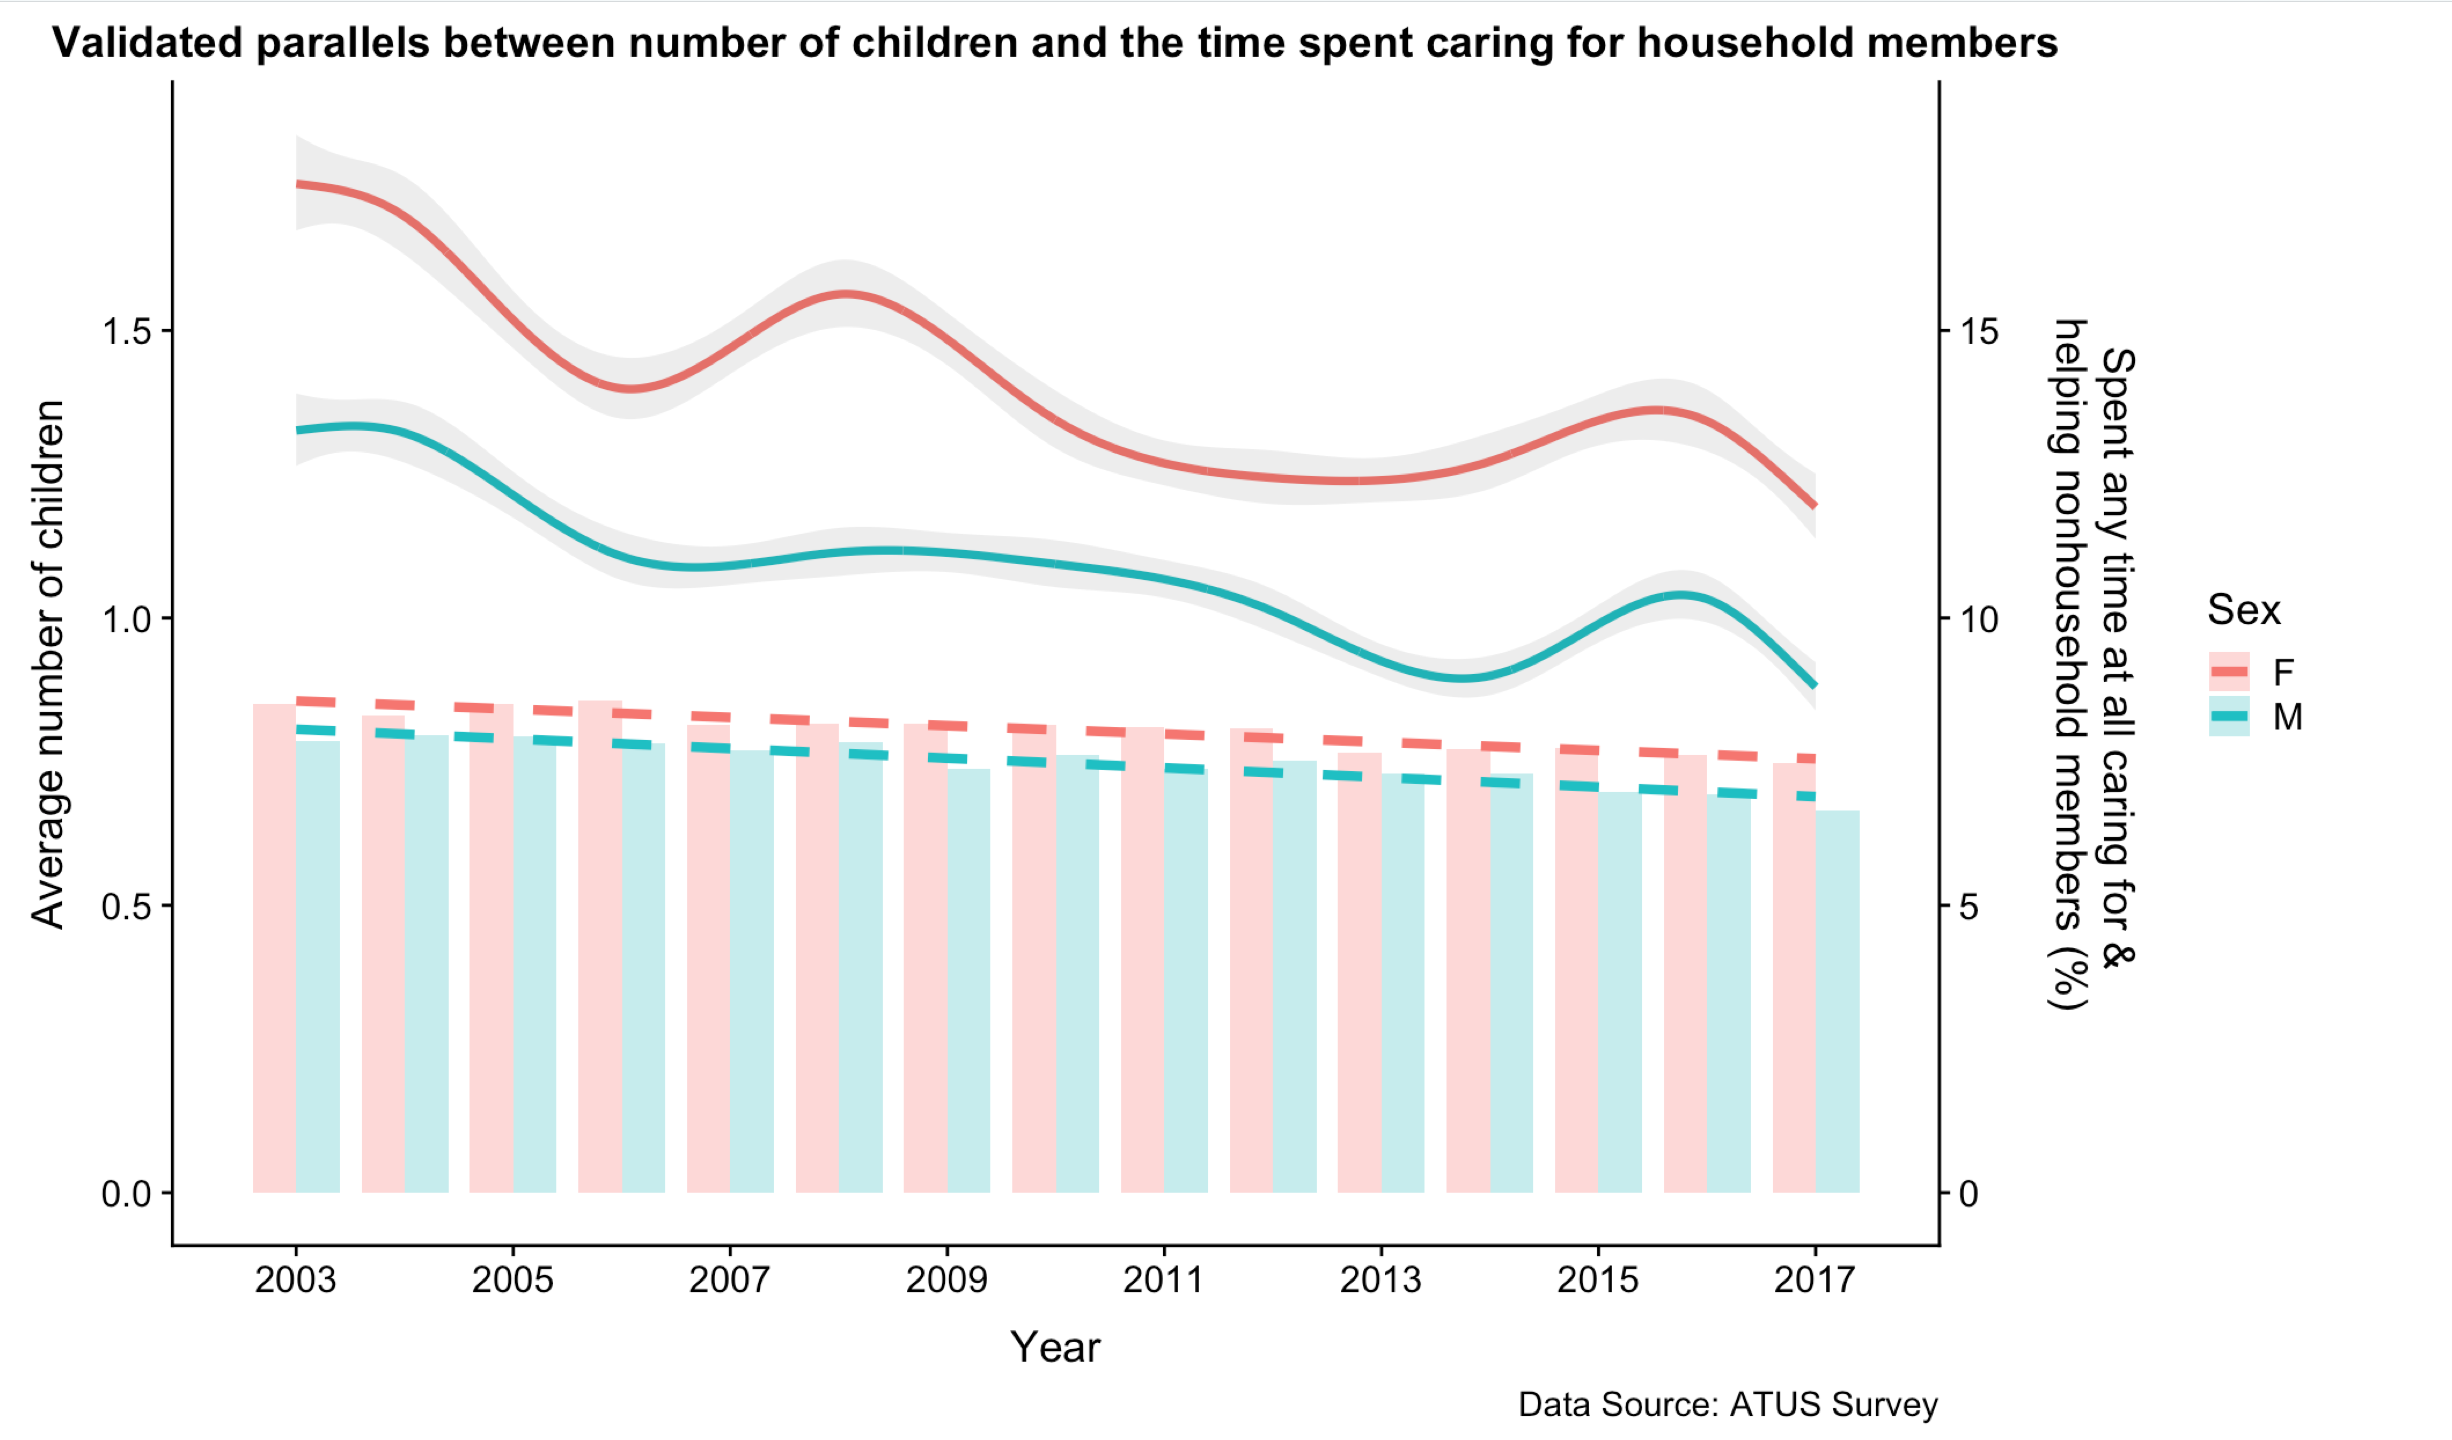 Validated parallels between number of children and the time spent caring for household members
Average number of children
1.5
1.0
0.5
0.0
15
10
5
0
Spent any time at all caring for &
helping nonhousehold members (%)
Sex
F
M
2003
2005
2007
2009
2011
2013
2015
2017
Year
Data Source: ATUS Survey